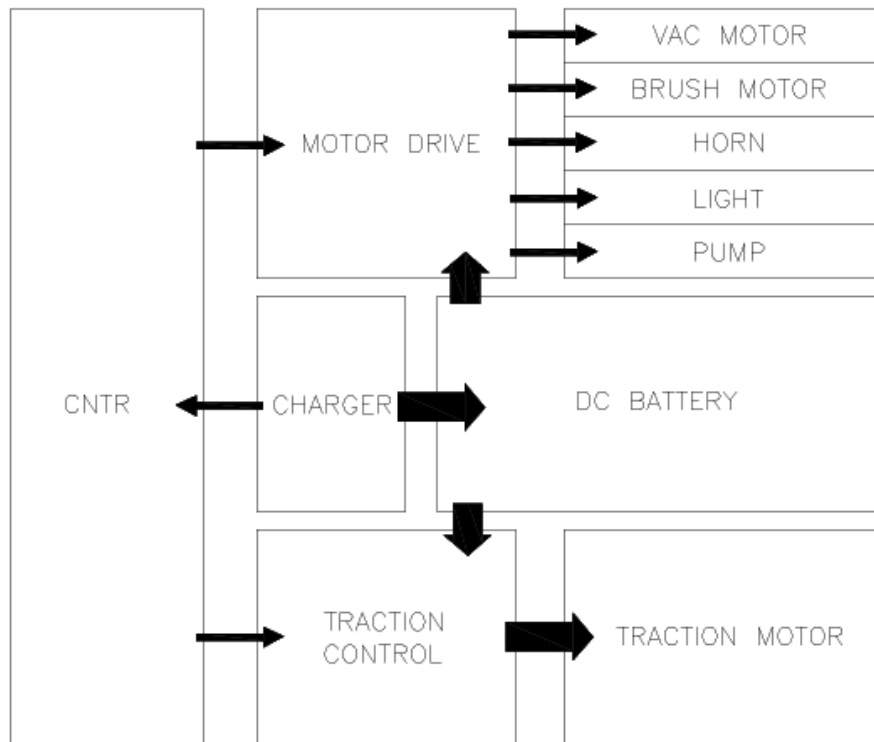 VAC MOTOR
BRUSH MOTOR
MOTOR DRIVE
HORN
LIGHT
PUMP
CNTR
CHARGER
DC BATTERY
TRACTION
CONTROL
TRACTION MOTOR